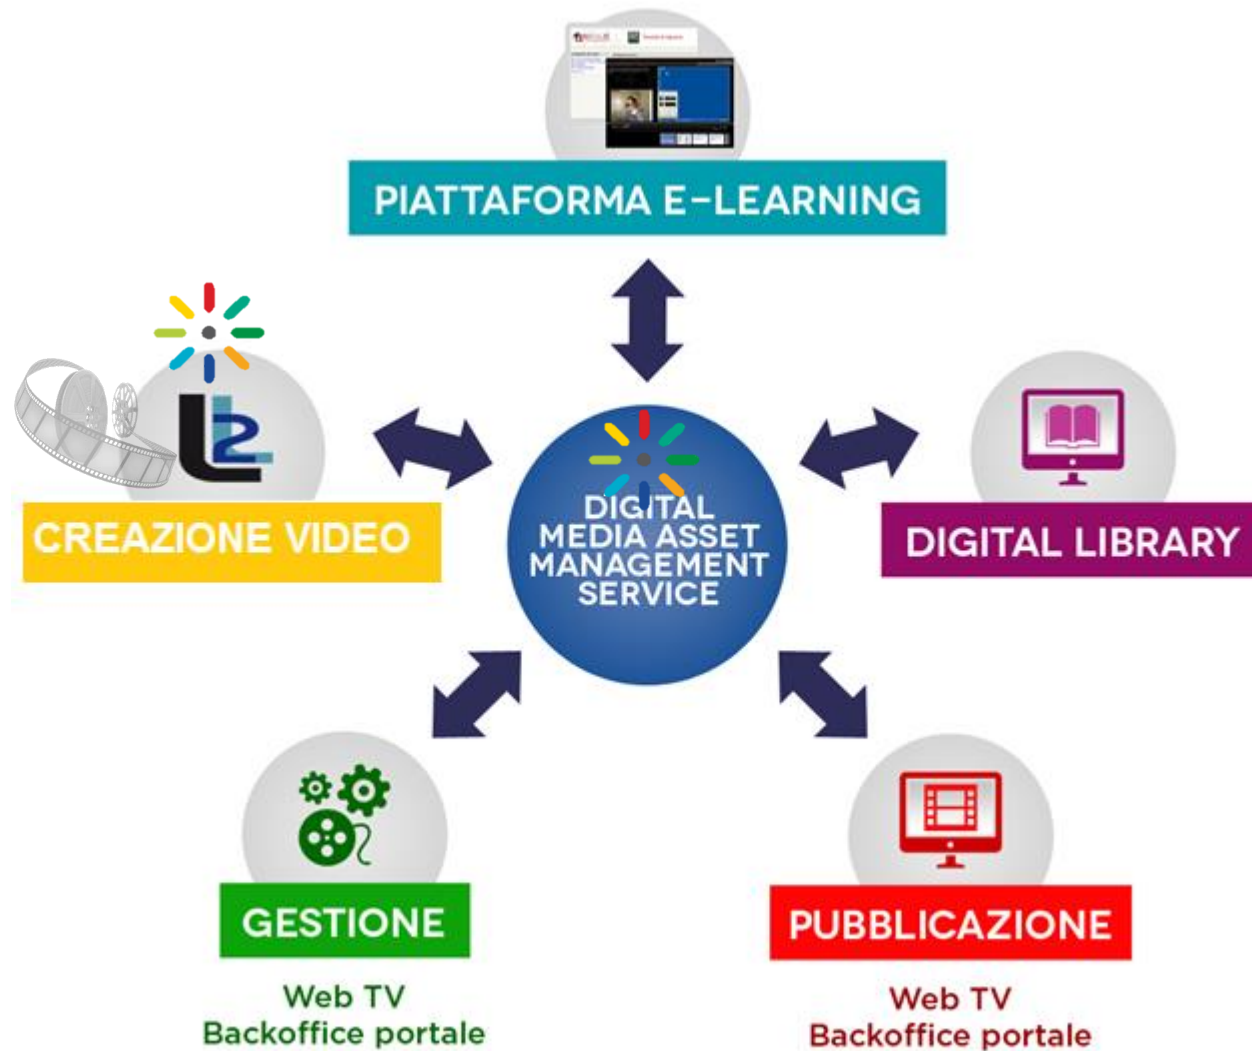 PIATTAFORMA E-LEARNING
L2
CREAZIONE VIDEO
DIGITAL
MEDIA ASSET
MANAGEMENT
SERVICE
DIGITAL LIBRARY
GESTIONE
Web TV
Backoffice portale
PUBBLICAZIONE
Web TV
Backoffice portale